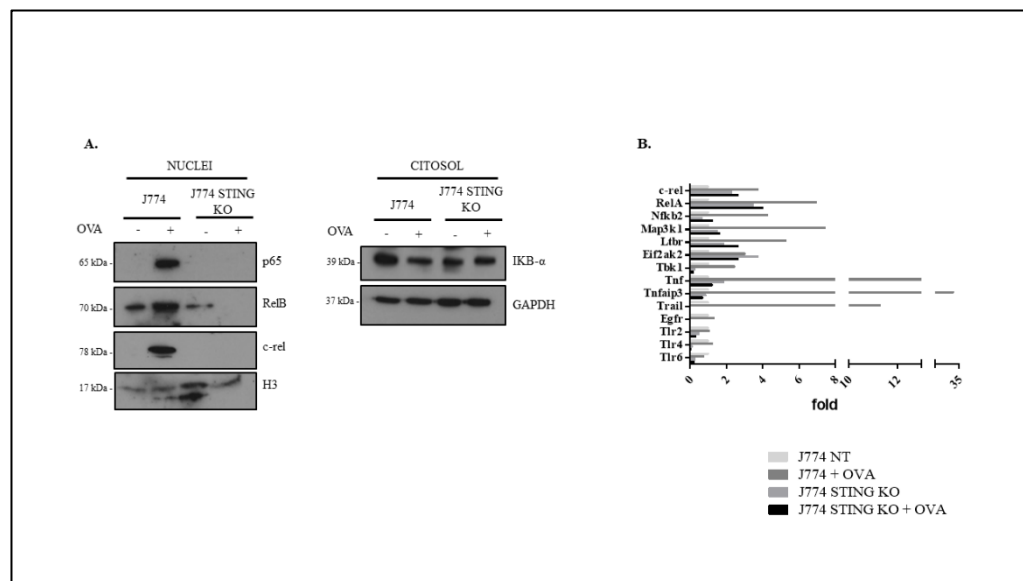 A.
NUCLEI
J774
J774 STING
KO
OVA
-
+
-
+
65 kDa -
p65
70 kDa -
RelB
78 kDa -
c-rel
17 kDa -
H3
CITOSOL
J774
J774 STING
KO
OVA
-
+
-
+
39 kDa -
IKB-α
37 kDa -
GAPDH
B.
c-rel
RelA
Nfkb2
Map3k1
Ltbr
Eif2ak2
Tbk1
Tnf
Tnfaip3
Trail
Egfr
Tlr2
Tlr4
Tlr6
0
2
4
6
8
10
12
35
fold
J774 NT
J774 + OVA
J774 STING KO
J774 STING KO + OVA